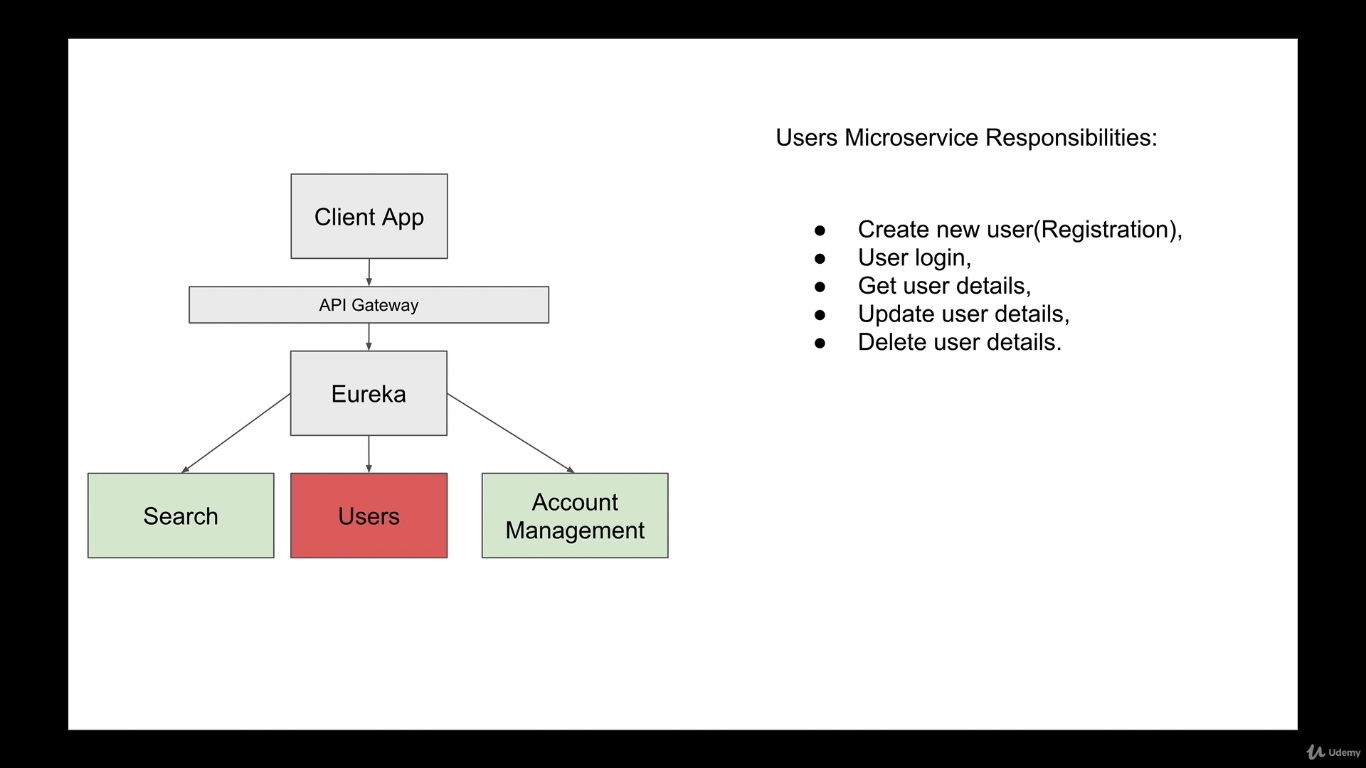 Users Microservice Responsibilities:
Client App
API Gateway
Eureka
Search
Users
Account
Management
● Create new user(Registration),
● User login,
● Get user details,
● Update user details,
● Delete user details.
Udemy